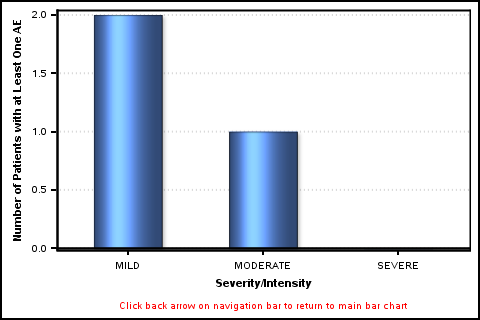 Number of Patients with at Least One AE
2.0
1.5
1.0
0.5
0.0
MILD MODERATE SEVERE
Severity/Intensity
Click back arrow on navigation bar to return to main bar chart